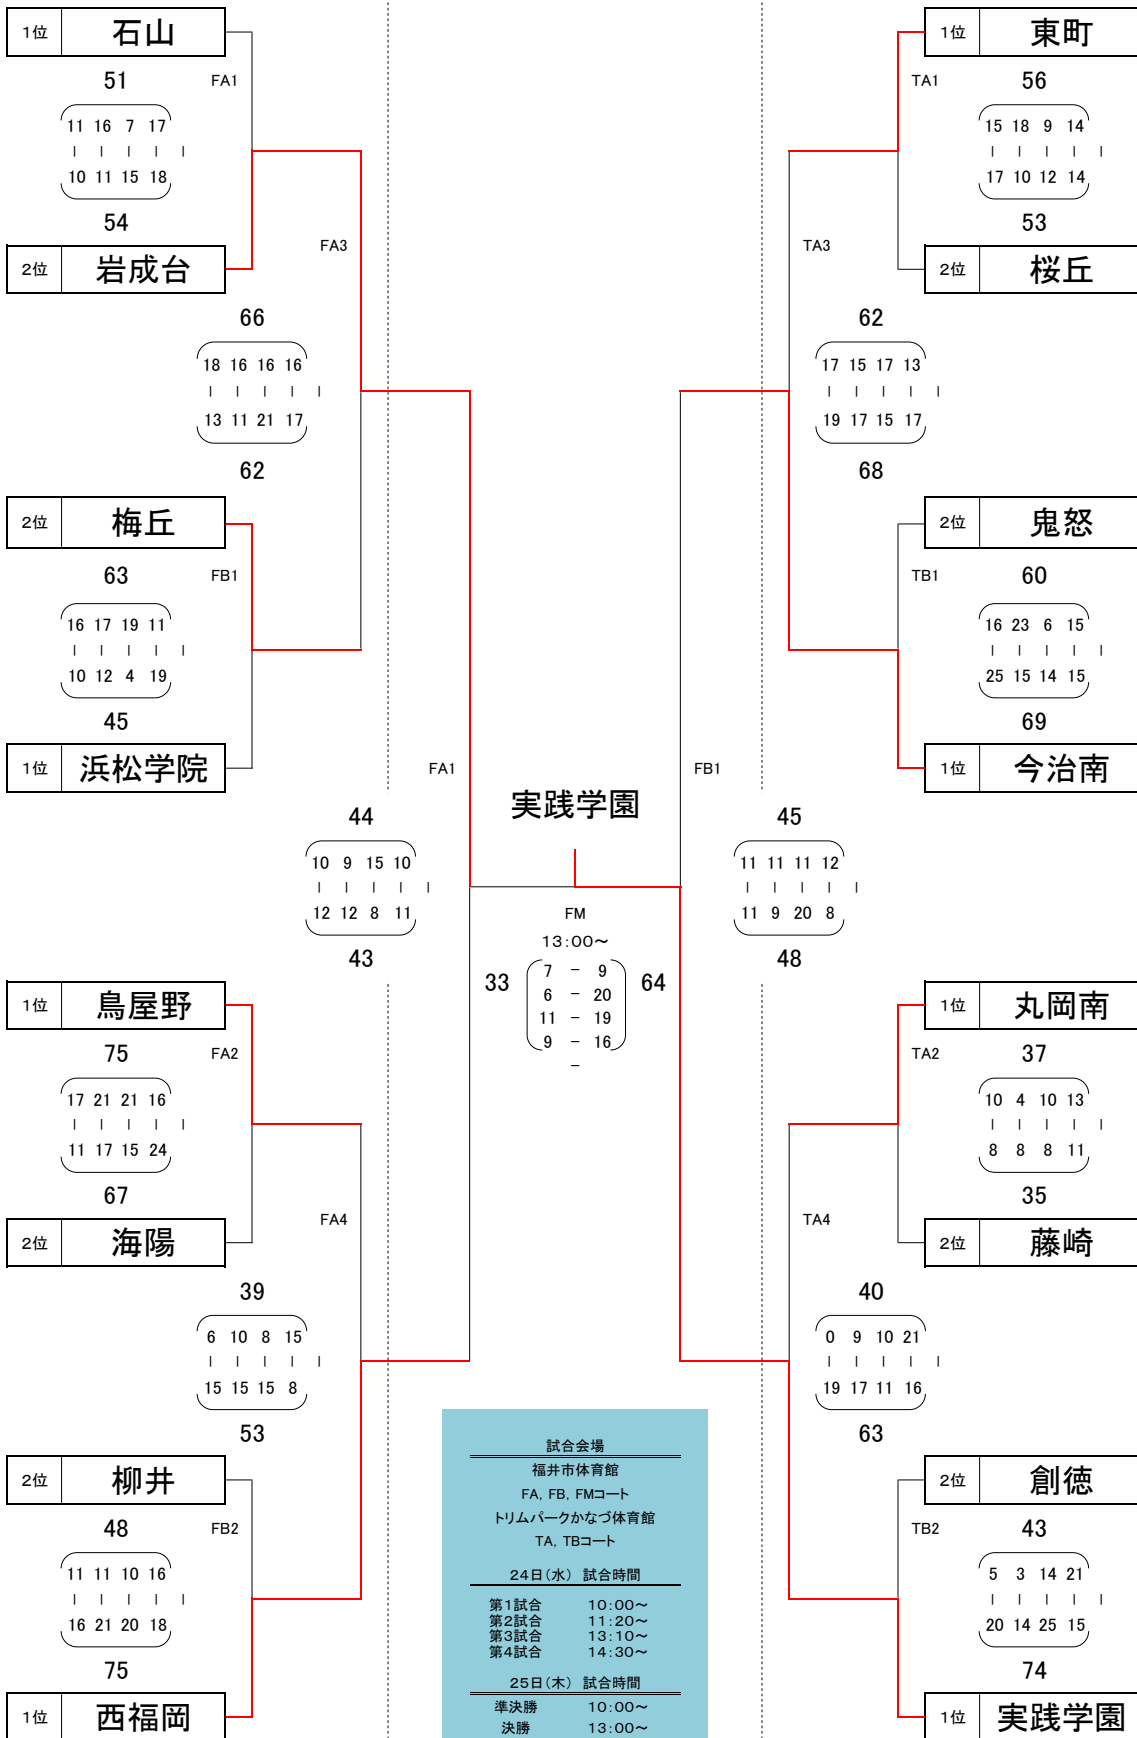 1位 石山
51
FA1
11 16 7 17
10 11 15 18
54
2位 岩成台
FA3
66
18 16 16 16
13 11 21 17
62
2位 梅丘
63
FB1
16 17 19 11
10 12 4 19
45
1位 浜松学院
FA1
44
10 9 15 10
12 12 8 11
43
1位 鳥屋野
75
FA2
17 21 21 16
11 17 15 24
67
2位 海陽
FA4
39
6 10 8 15
15 15 15 8
53
2位 柳井
48
FB2
11 11 10 16
16 21 20 18
75
1位 西福岡
実践学園
FM
13:00～
33
64
7 - 9
6 - 20
11 - 19
9 - 16
-
試合会場
福井市体育館
FA, FB, FMコート
トリムパークかなづ体育館
TA, TBコート
24日(水) 試合時間
第1試合 10:00～
第2試合 11:20～
第3試合 13:10～
第4試合 14:30～
25日(木) 試合時間
準決勝 10:00～
決勝 13:00～
1位 東町
TA1
56
15 18 9 14
17 10 12 14
53
2位 桜丘
TA3
62
17 15 17 13
19 17 15 17
68
2位 鬼怒
TB1
60
16 23 6 15
25 15 14 15
69
1位 今治南
FB1
45
11 11 11 12
11 9 20 8
48
1位 丸岡南
TA2
37
10 4 10 13
8 8 8 11
35
2位 藤崎
TA4
40
0 9 10 21
19 17 11 16
63
2位 創徳
TB2
43
5 3 14 21
20 14 25 15
74
1位 実践学園